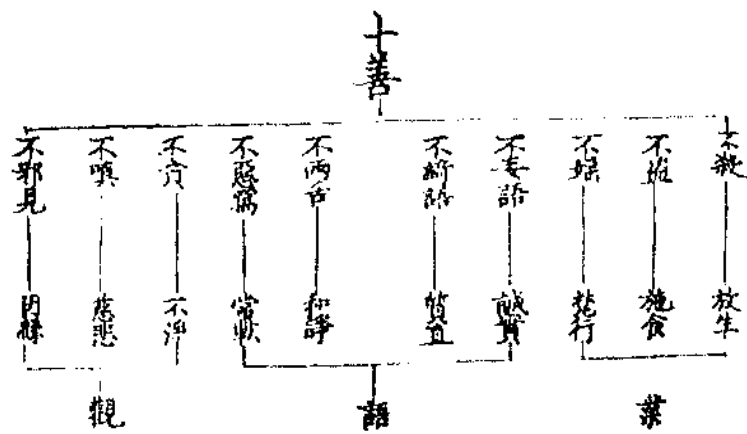 十善
不殺
不盜
不婬
不妄語
不綺語
不兩舌
不惡罵
不貪
不嗔
不邪見
放生
施食
梵行
誠實
質直
和諍
常軟
不淨
慈悲
因緣
業
語
觀